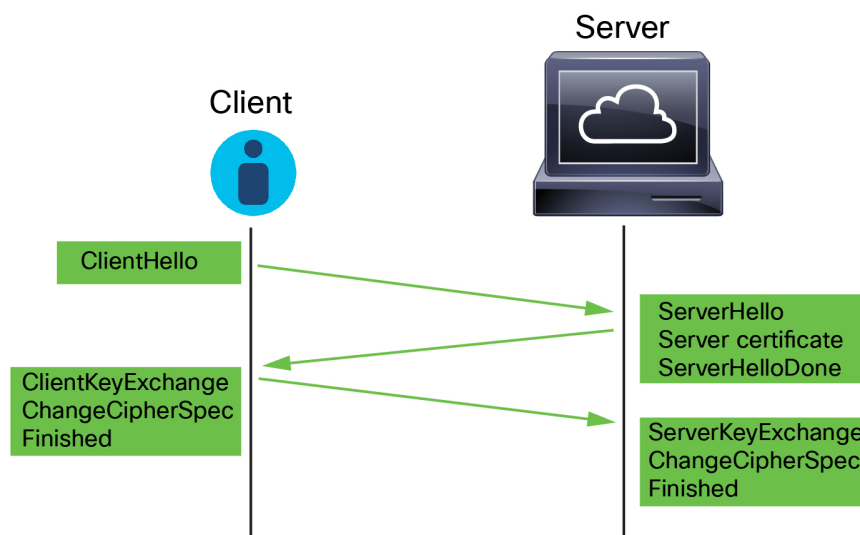 Server
Client
ClientHello
ServerHello
Server certificate
ServerHelloDone
ClientKeyExchange
ChangeCipherSpec
Finished
ServerKeyExchange
ChangeCipherSpec
Finished